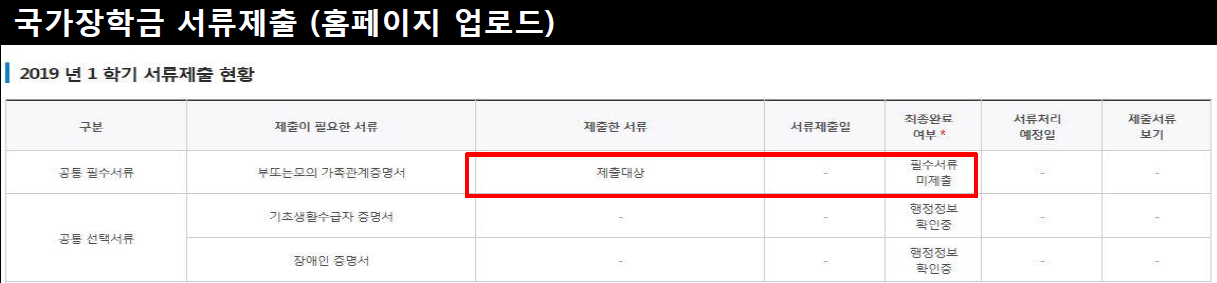 국가장학금 서류제출 (홈페이지 업로드)
2019 년 1 학기 서류제출 현황
구분 제출이 필요한 서류 제출한 서류 서류제출일 최종완료 여부 * 서류처리 예정일 제출서류 보기
공통 필수서류 부또는모의 가족관계증명서 제출대상 - 필수서류 미제출 - -
공통 선택서류 기초생활수급자 증명서 - - 행정정보 확인중 - -
장애인 증명서 - - 행정정보 확인중 - -